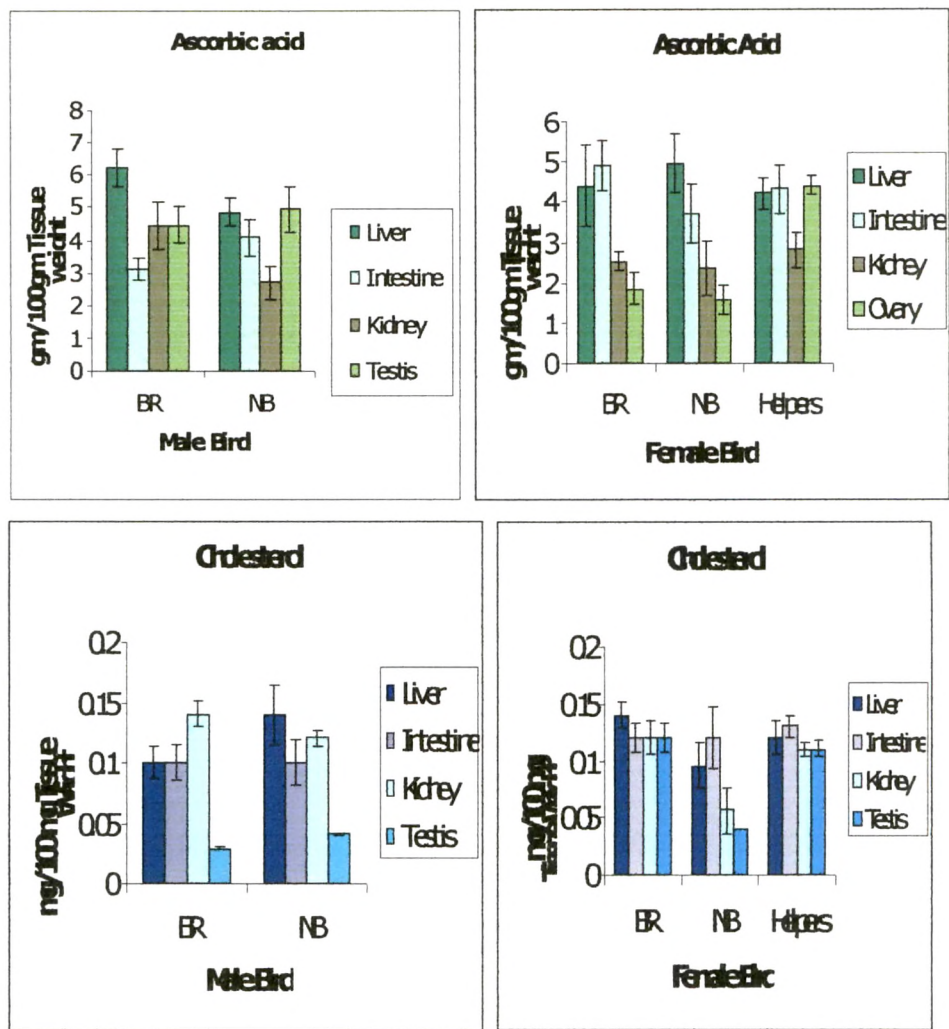 Ascorbic acid
8
7
6
5
4
3
2
1
0
gm/100gm Tissue
weight
BR NB
Male Bird
Liver
Intestine
Kidney
Testis
Ascorbic Acid
6
5
4
3
2
1
0
gm/100gm Tissue
weight
BR NB Helpers
Female Bird
Liver
Intestine
Kidney
Ovary
Cholesterol
0.2
0.15
0.1
0.05
0
mg/100mg Tissue
BR NB
Male Bird
Liver
Intestine
Kidney
Testis
Cholesterol
0.2
0.15
0.1
0.05
0
mg/100mg
BR NB Helpers
Female Birc
Liver
Intestine
Kidney
Testis